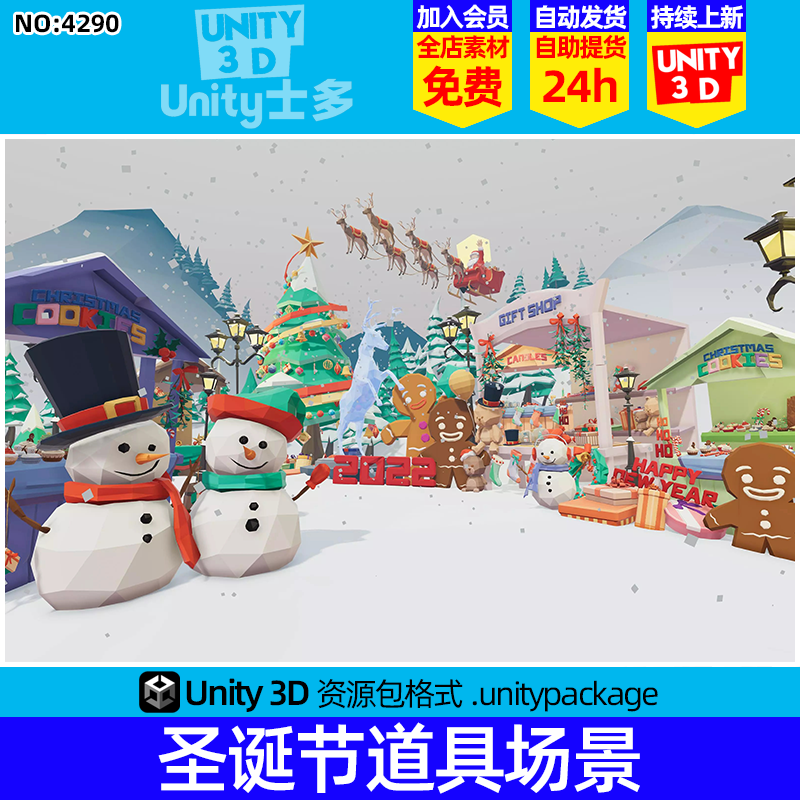 NO:4290
UNITY
3D
Unity士多
加入会员
全店素材
免费
自动发货
自助提货
24h
持续上新
UNITY
3D
CHRISTMAS
COOKIES
GIFT SHOP
CANDLES
CHRISTMAS
COOKIES
2022
HO
HO
HO
HAPPY
NEW YEAR
Unity 3D 资源包格式 .unitypackage
圣诞节道具场景